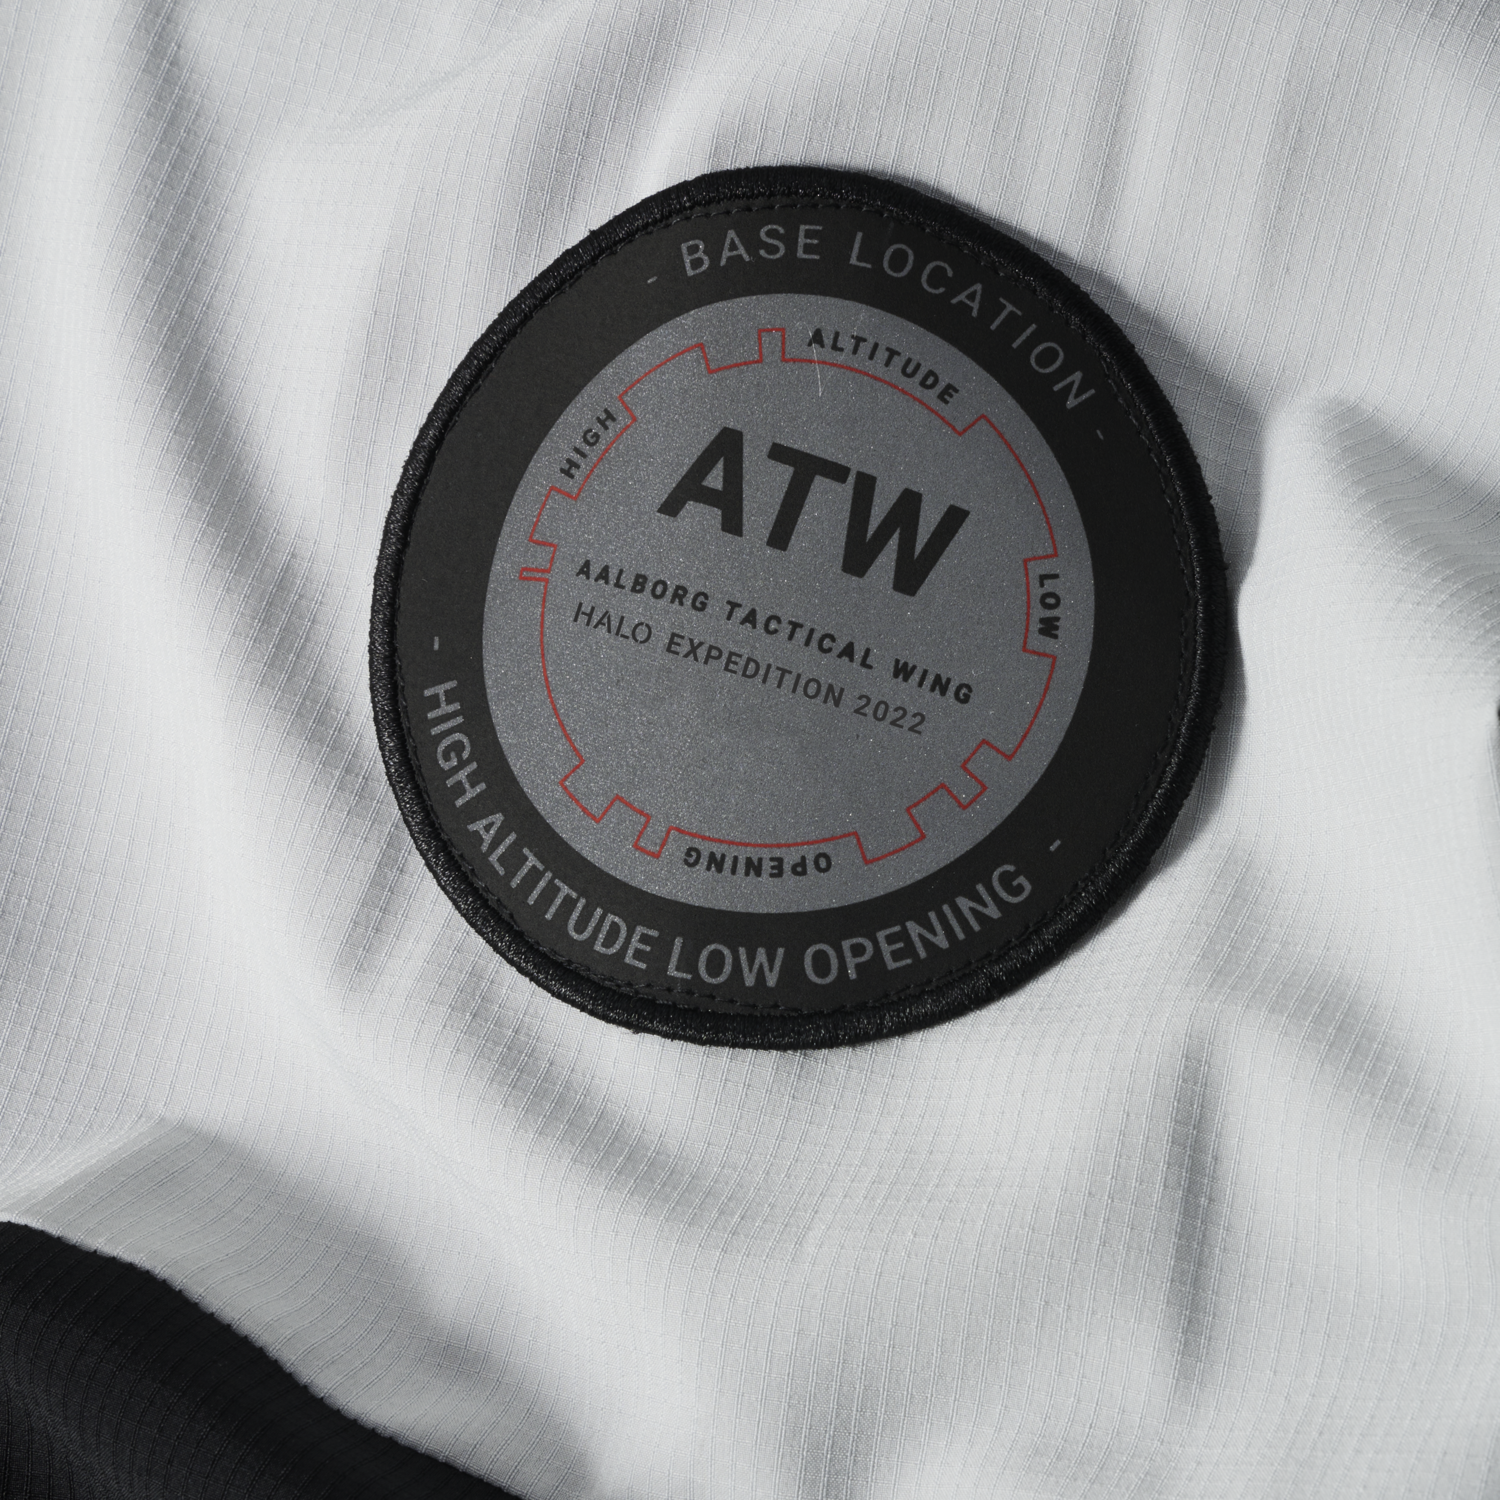 - BASE LOCATION -
HIGH
ALTITUDE
LOW
OPENING
ATW
AALBORG TACTICAL WING
HALO EXPEDITION 2022
- HIGH ALTITUDE LOW OPENING -